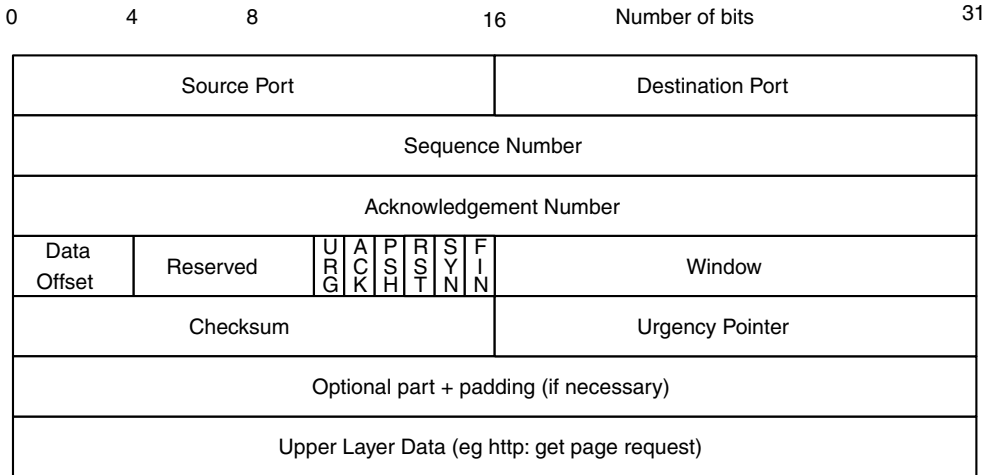 0 4 8 16 Number of bits 31
Source Port Destination Port
Sequence Number
Acknowledgement Number
Data Offset Reserved URG ACK PSH RST SYN FIN Window
Checksum Urgency Pointer
Optional part + padding (if necessary)
Upper Layer Data (eg http: get page request)